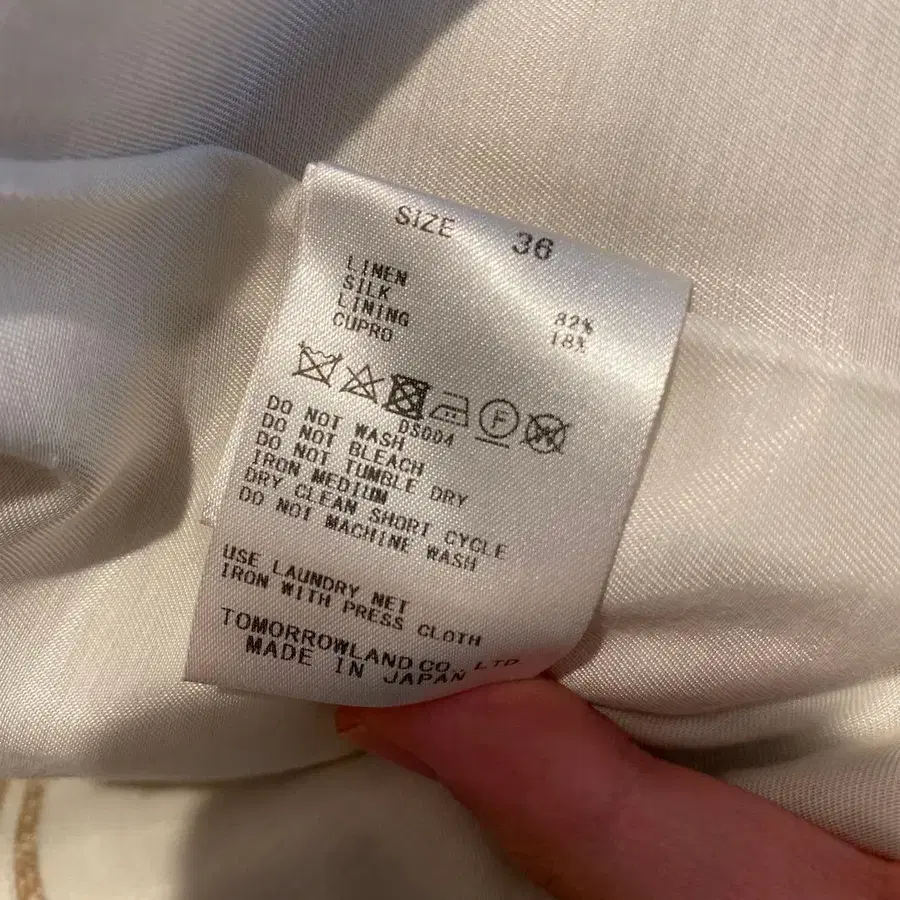 SIZE 36
LINEN 82%
SILK 18%
LINING
CUPRO
F W
DS004
DO NOT WASH
DO NOT BLEACH
DO NOT TUMBLE DRY
IRON MEDIUM
DRY CLEAN SHORT CYCLE
DO NOT MACHINE WASH
USE LAUNDRY NET
IRON WITH PRESS CLOTH
TOMORROWLAND CO., LTD.
MADE IN JAPAN